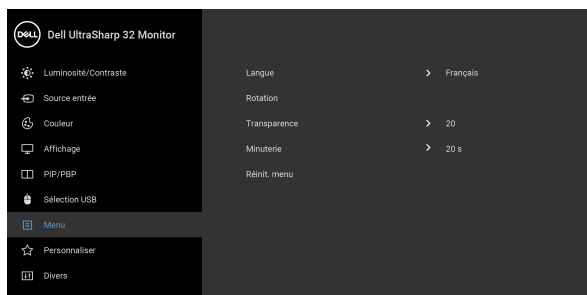 DELL Dell UltraSharp 32 Monitor
Luminosité/Contraste
Source entrée
Couleur
Affichage
PIP/PBP
Sélection USB
Menu
Personnaliser
Divers
Langue > Français
Rotation
Transparence > 20
Minuterie > 20 s
Réinit. menu